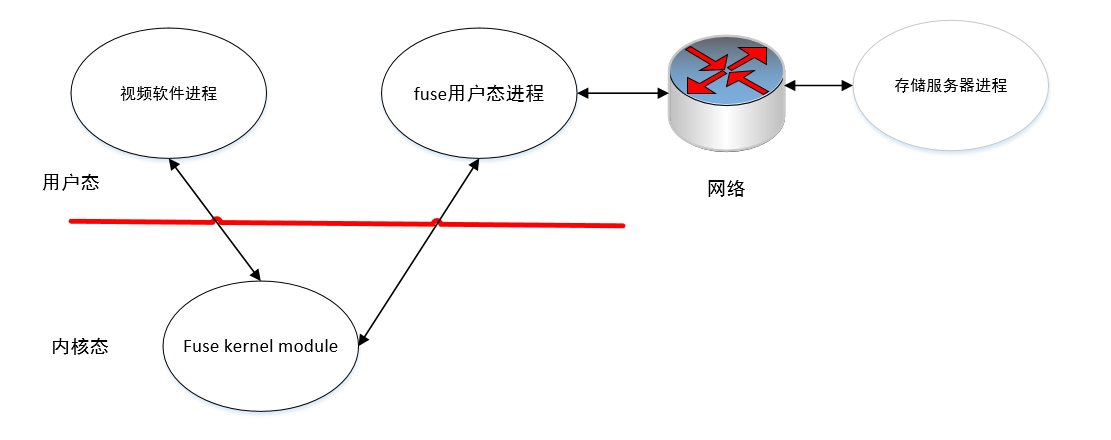 视频软件进程
fuse用户态进程
存储服务器进程
用户态
网络
内核态
Fuse kernel module